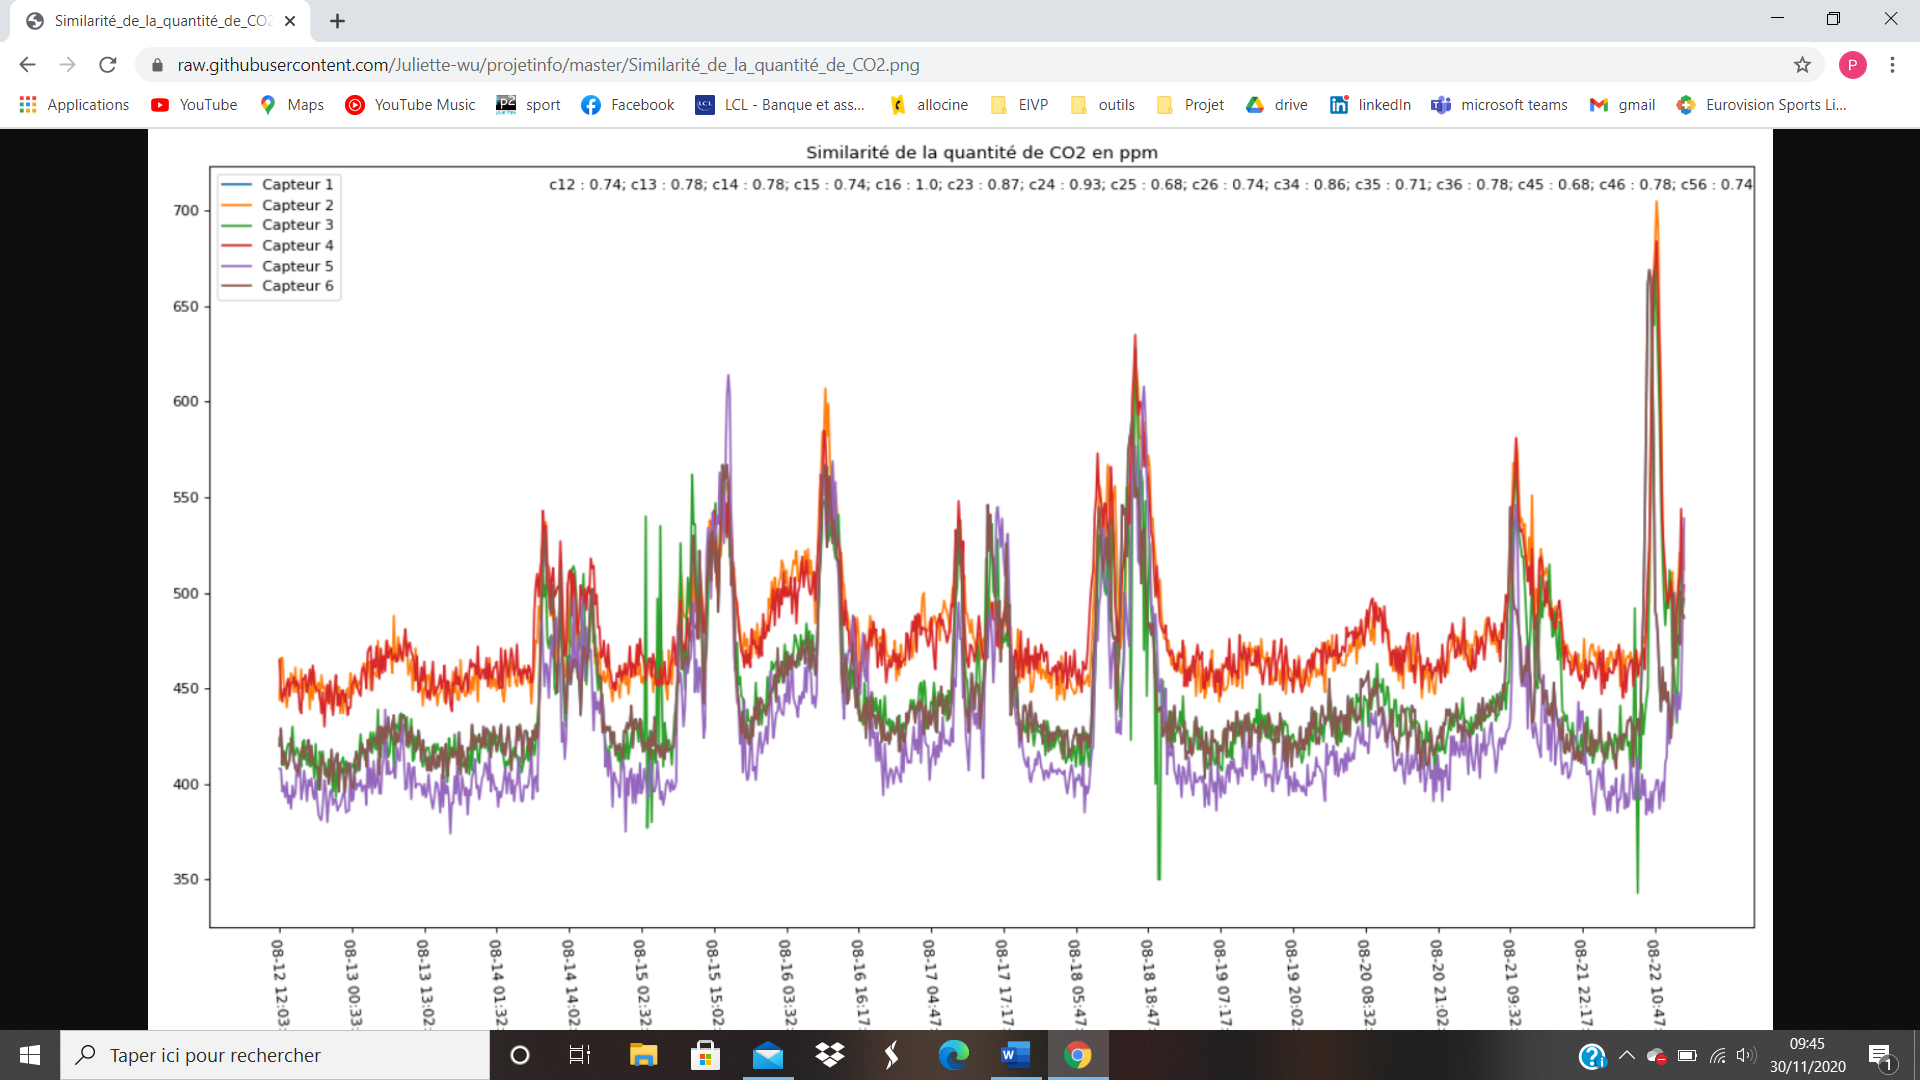 Similarité_de_la_quantité_de_CO2
raw.githubusercontent.com/Juliette-wu/projetinfo/master/Similarité_de_la_quantité_de_CO2.png
P
Applications YouTube Maps YouTube Music sport Facebook LCL - Banque et ass... allocine EIVP outils Projet drive linkedIn microsoft teams gmail Eurovision Sports Li...
Similarité de la quantité de CO2 en ppm
c12 : 0.74; c13 : 0.78; c14 : 0.78; c15 : 0.74; c16 : 1.0; c23 : 0.87; c24 : 0.93; c25 : 0.68; c26 : 0.74; c34 : 0.86; c35 : 0.71; c36 : 0.78; c45 : 0.68; c46 : 0.78; c56 : 0.74
Capteur 1
Capteur 2
Capteur 3
Capteur 4
Capteur 5
Capteur 6
700
650
600
550
500
450
400
350
08-12 12:03:
08-13 00:33:
08-13 13:02:
08-14 01:32:
08-14 14:02:
08-15 02:32:
08-15 15:02:
08-16 03:32:
08-16 16:17:
08-17 04:47:
08-17 17:17:
08-18 05:47:
08-18 18:47:
08-19 07:17:
08-19 20:02:
08-20 08:32:
08-20 21:02:
08-21 09:32:
08-21 22:17:
08-22 10:47:
Taper ici pour rechercher
09:45
30/11/2020
1